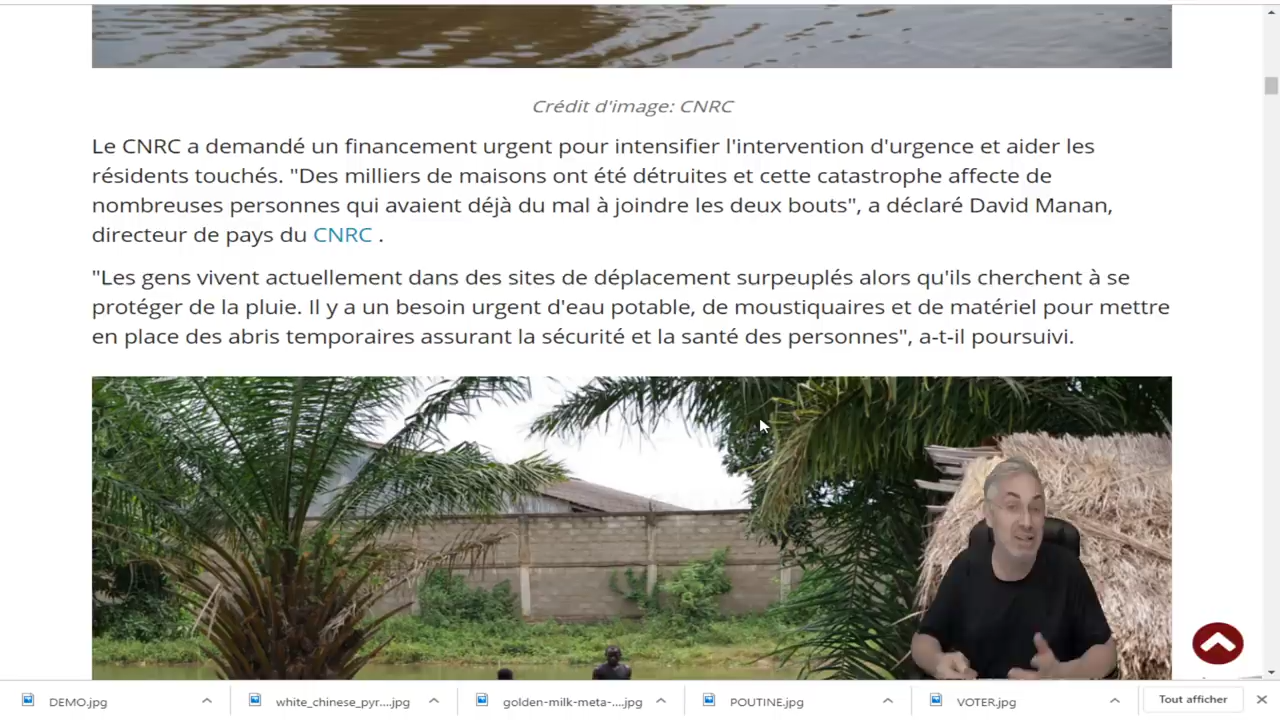 Crédit d'image: CNRC
Le CNRC a demandé un financement urgent pour intensifier l'intervention d'urgence et aider les
résidents touchés. "Des milliers de maisons ont été détruites et cette catastrophe affecte de
nombreuses personnes qui avaient déjà du mal à joindre les deux bouts", a déclaré David Manan,
directeur de pays du CNRC .
"Les gens vivent actuellement dans des sites de déplacement surpeuplés alors qu'ils cherchent à se
protéger de la pluie. Il y a un besoin urgent d'eau potable, de moustiquaires et de matériel pour mettre
en place des abris temporaires assurant la sécurité et la santé des personnes", a-t-il poursuivi.
DEMO.jpg
white_chinese_pyr....jpg
golden-milk-meta-....jpg
POUTINE.jpg
VOTER.jpg
Tout afficher